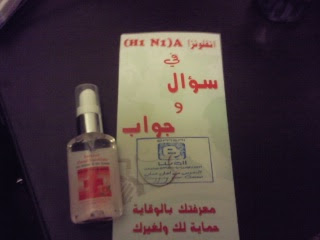 (H1 N1)A انفلونزا
في
سؤال
و
جواب
معرفتك بالوقاية
حماية لك ولغيرك